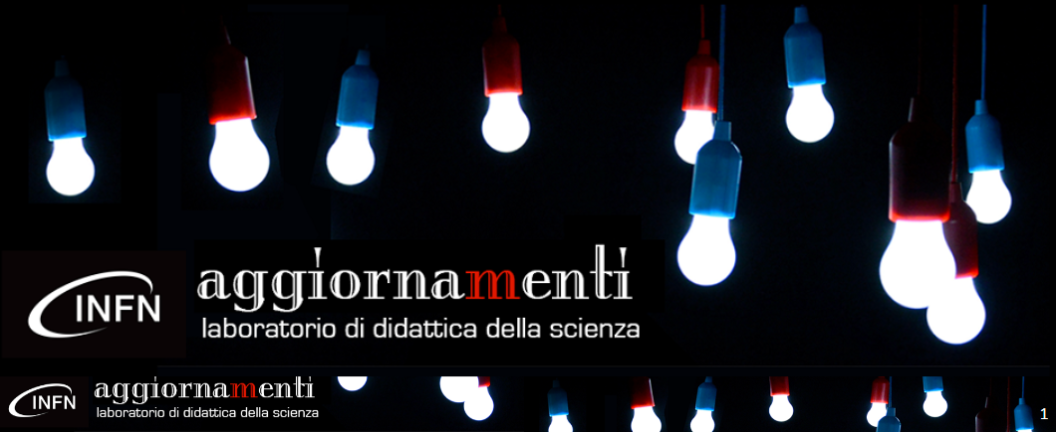 INFN
aggiornamenti
laboratorio di didattica della scienza
INFN
aggiornamenti
laboratorio di didattica della scienza
1